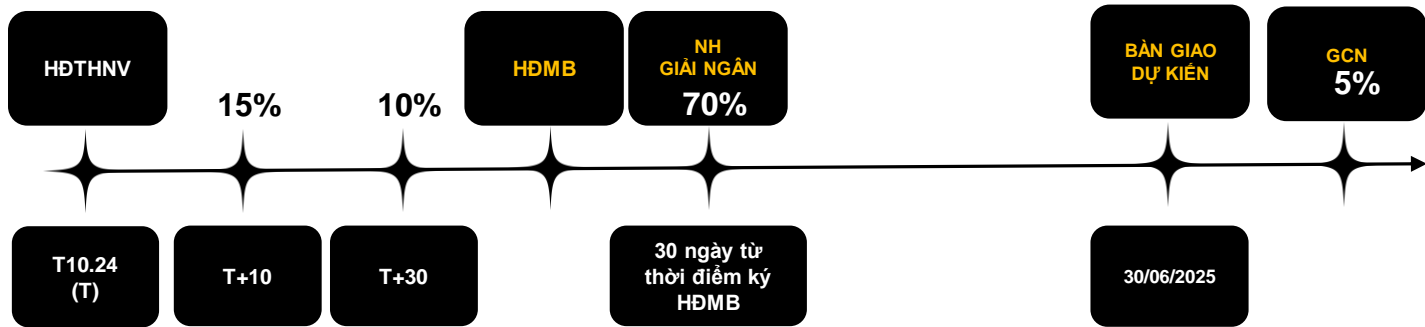 HĐTHNV
15%
10%
HĐMB
NH
GIẢI NGÂN
70%
BÀN GIAO
DỰ KIẾN
GCN
5%
T10.24
(T)
T+10
T+30
30 ngày từ
thời điểm ký
HĐMB
30/06/2025